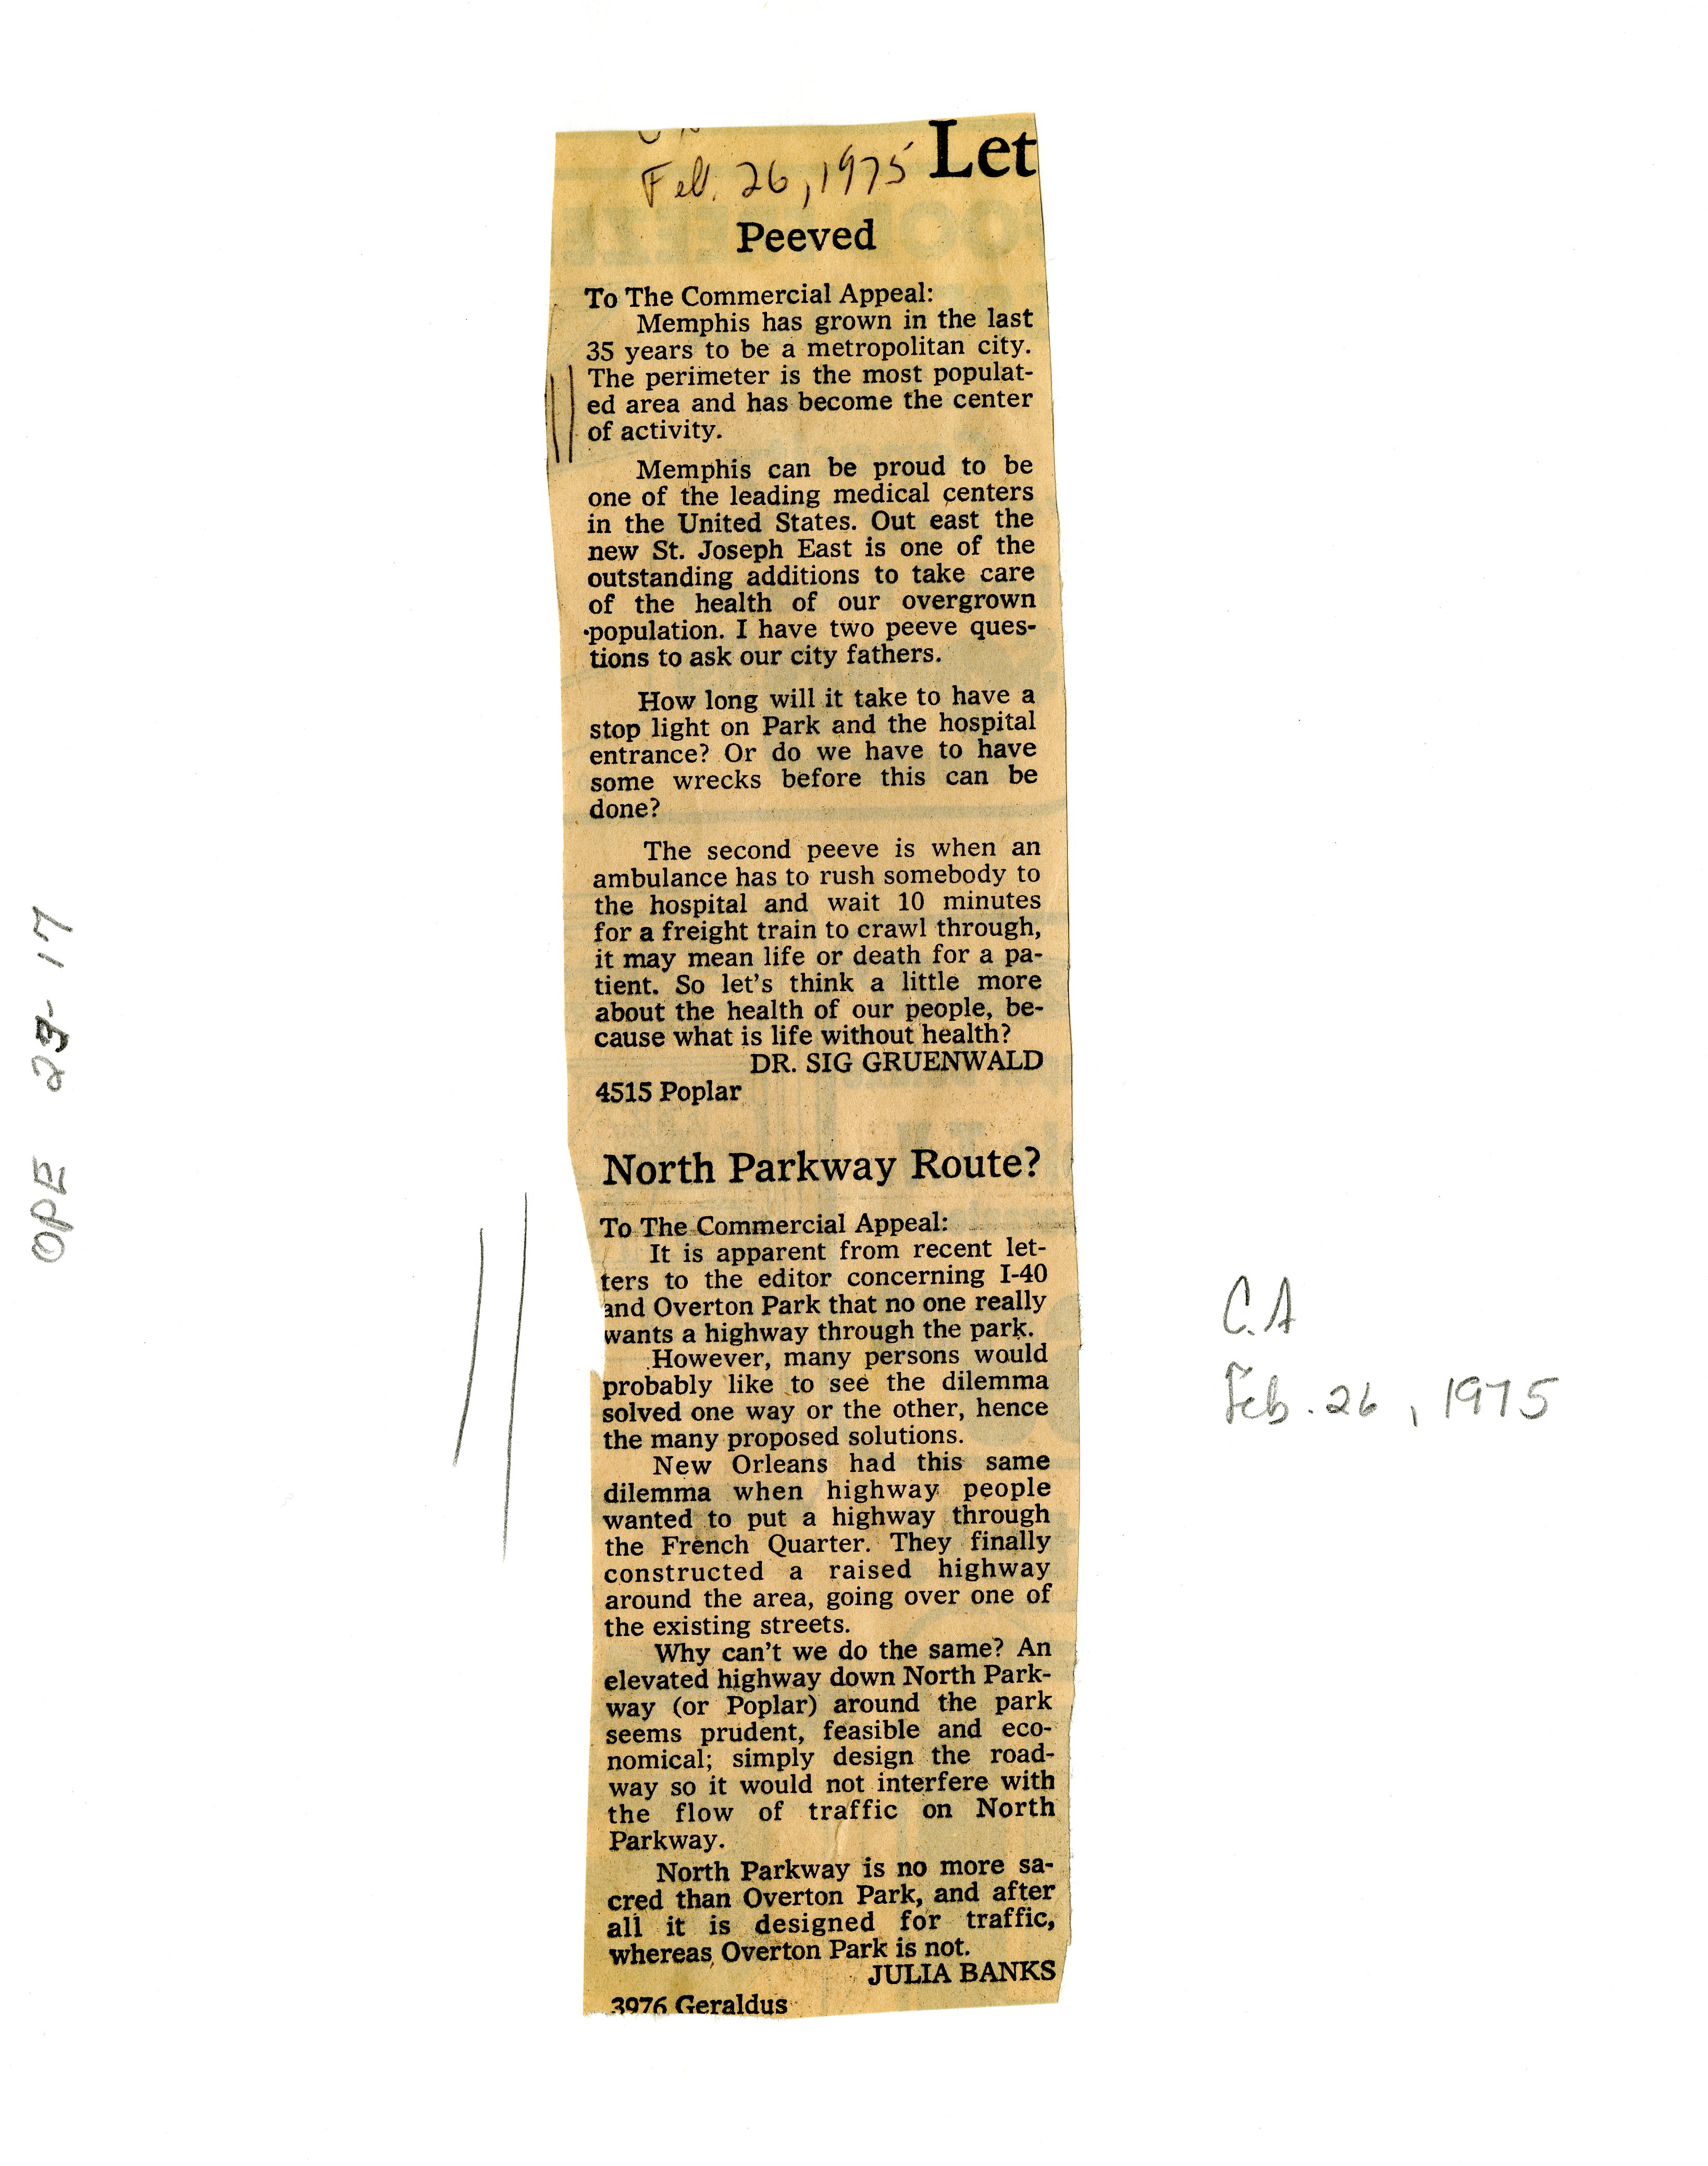 Feb. 26, 1975
Let
Peeved
To The Commercial Appeal:
Memphis has grown in the last
35 years to be a metropolitan city.
The perimeter is the most populat-
ed area and has become the center
of activity.
Memphis can be proud to be
one of the leading medical centers
in the United States. Out east the
new St. Joseph East is one of the
outstanding additions to take care
of the health of our overgrown
population. I have two peeve ques-
tions to ask our city fathers.
How long will it take to have a
stop light on Park and the hospital
entrance? Or do we have to have
some wrecks before this can be
done?
The second peeve is when an
ambulance has to rush somebody to
the hospital and wait 10 minutes
for a freight train to crawl through,
it may mean life or death for a pa-
tient. So let's think a little more
about the health of our people, be-
cause what is life without health?
DR. SIG GRUENWALD
4515 Poplar
North Parkway Route?
To The Commercial Appeal:
It is apparent from recent let-
ters to the editor concerning I-40
and Overton Park that no one really
wants a highway through the park.
However, many persons would
probably like to see the dilemma
solved one way or the other, hence
the many proposed solutions.
New Orleans had this same
dilemma when highway people
wanted to put a highway through
the French Quarter. They finally
constructed a raised highway
around the area, going over one of
the existing streets.
Why can't we do the same? An
elevated highway down North Park-
way (or Poplar) around the park
seems prudent, feasible and eco-
nomical; simply design the road-
way so it would not interfere with
the flow of traffic on North
Parkway.
North Parkway is no more sa-
cred than Overton Park, and after
all it is designed for traffic,
whereas Overton Park is not.
JULIA BANKS
3976 Geraldus
C.A
Feb. 26, 1975
OPE 23-17